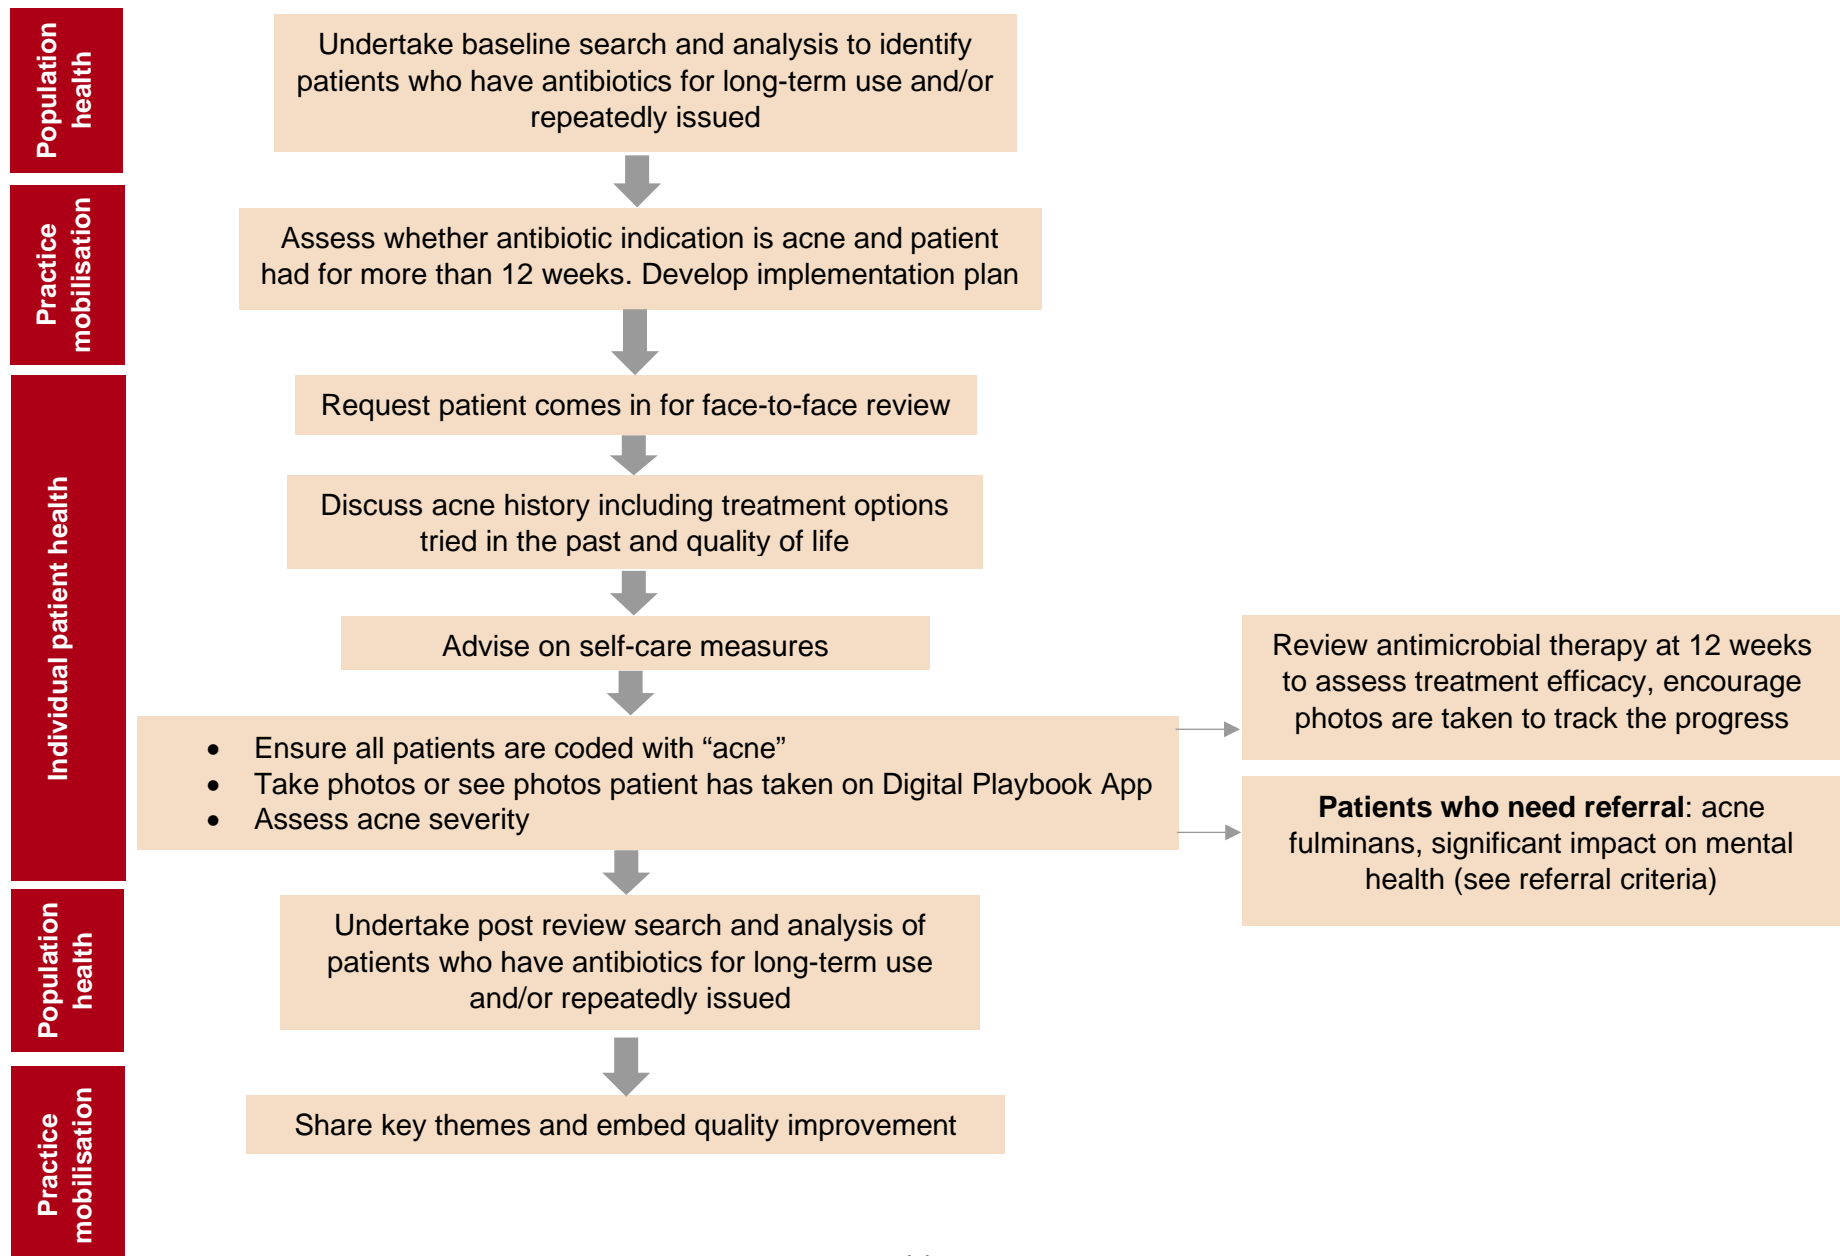 Population
health
Undertake baseline search and analysis to identify
patients who have antibiotics for long-term use and/or
repeatedly issued
Practice
mobilisation
Assess whether antibiotic indication is acne and patient
had for more than 12 weeks. Develop implementation plan
Individual patient health
Request patient comes in for face-to-face review
Discuss acne history including treatment options
tried in the past and quality of life
Advise on self-care measures
• Ensure all patients are coded with “acne”
• Take photos or see photos patient has taken on Digital Playbook App
• Assess acne severity
Review antimicrobial therapy at 12 weeks
to assess treatment efficacy, encourage
photos are taken to track the progress
Patients who need referral: acne
fulminans, significant impact on mental
health (see referral criteria)
Population
health
Undertake post review search and analysis of
patients who have antibiotics for long-term use
and/or repeatedly issued
Practice
mobilisation
Share key themes and embed quality improvement